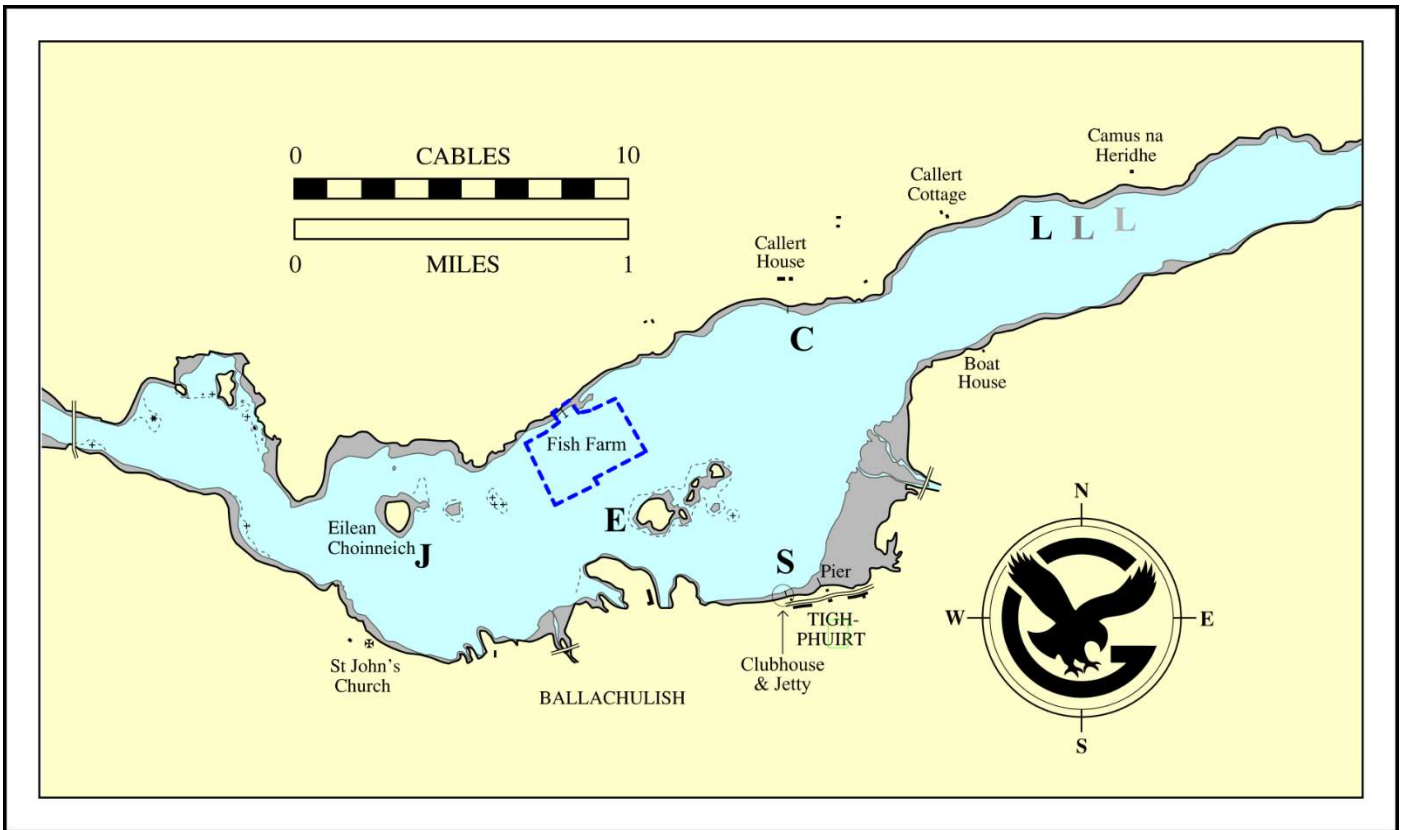 0 CABLES 10
0 MILES 1
Camus na
Heridhe
Callert
Cottage
L L L
Callert
House
C
Boat
House
Fish Farm
E
Eilean
Choinneich
J
S
Pier
TIGH-
PHUIRT
Clubhouse
& Jetty
St John's
Church
BALLACHULISH
N
W E
S